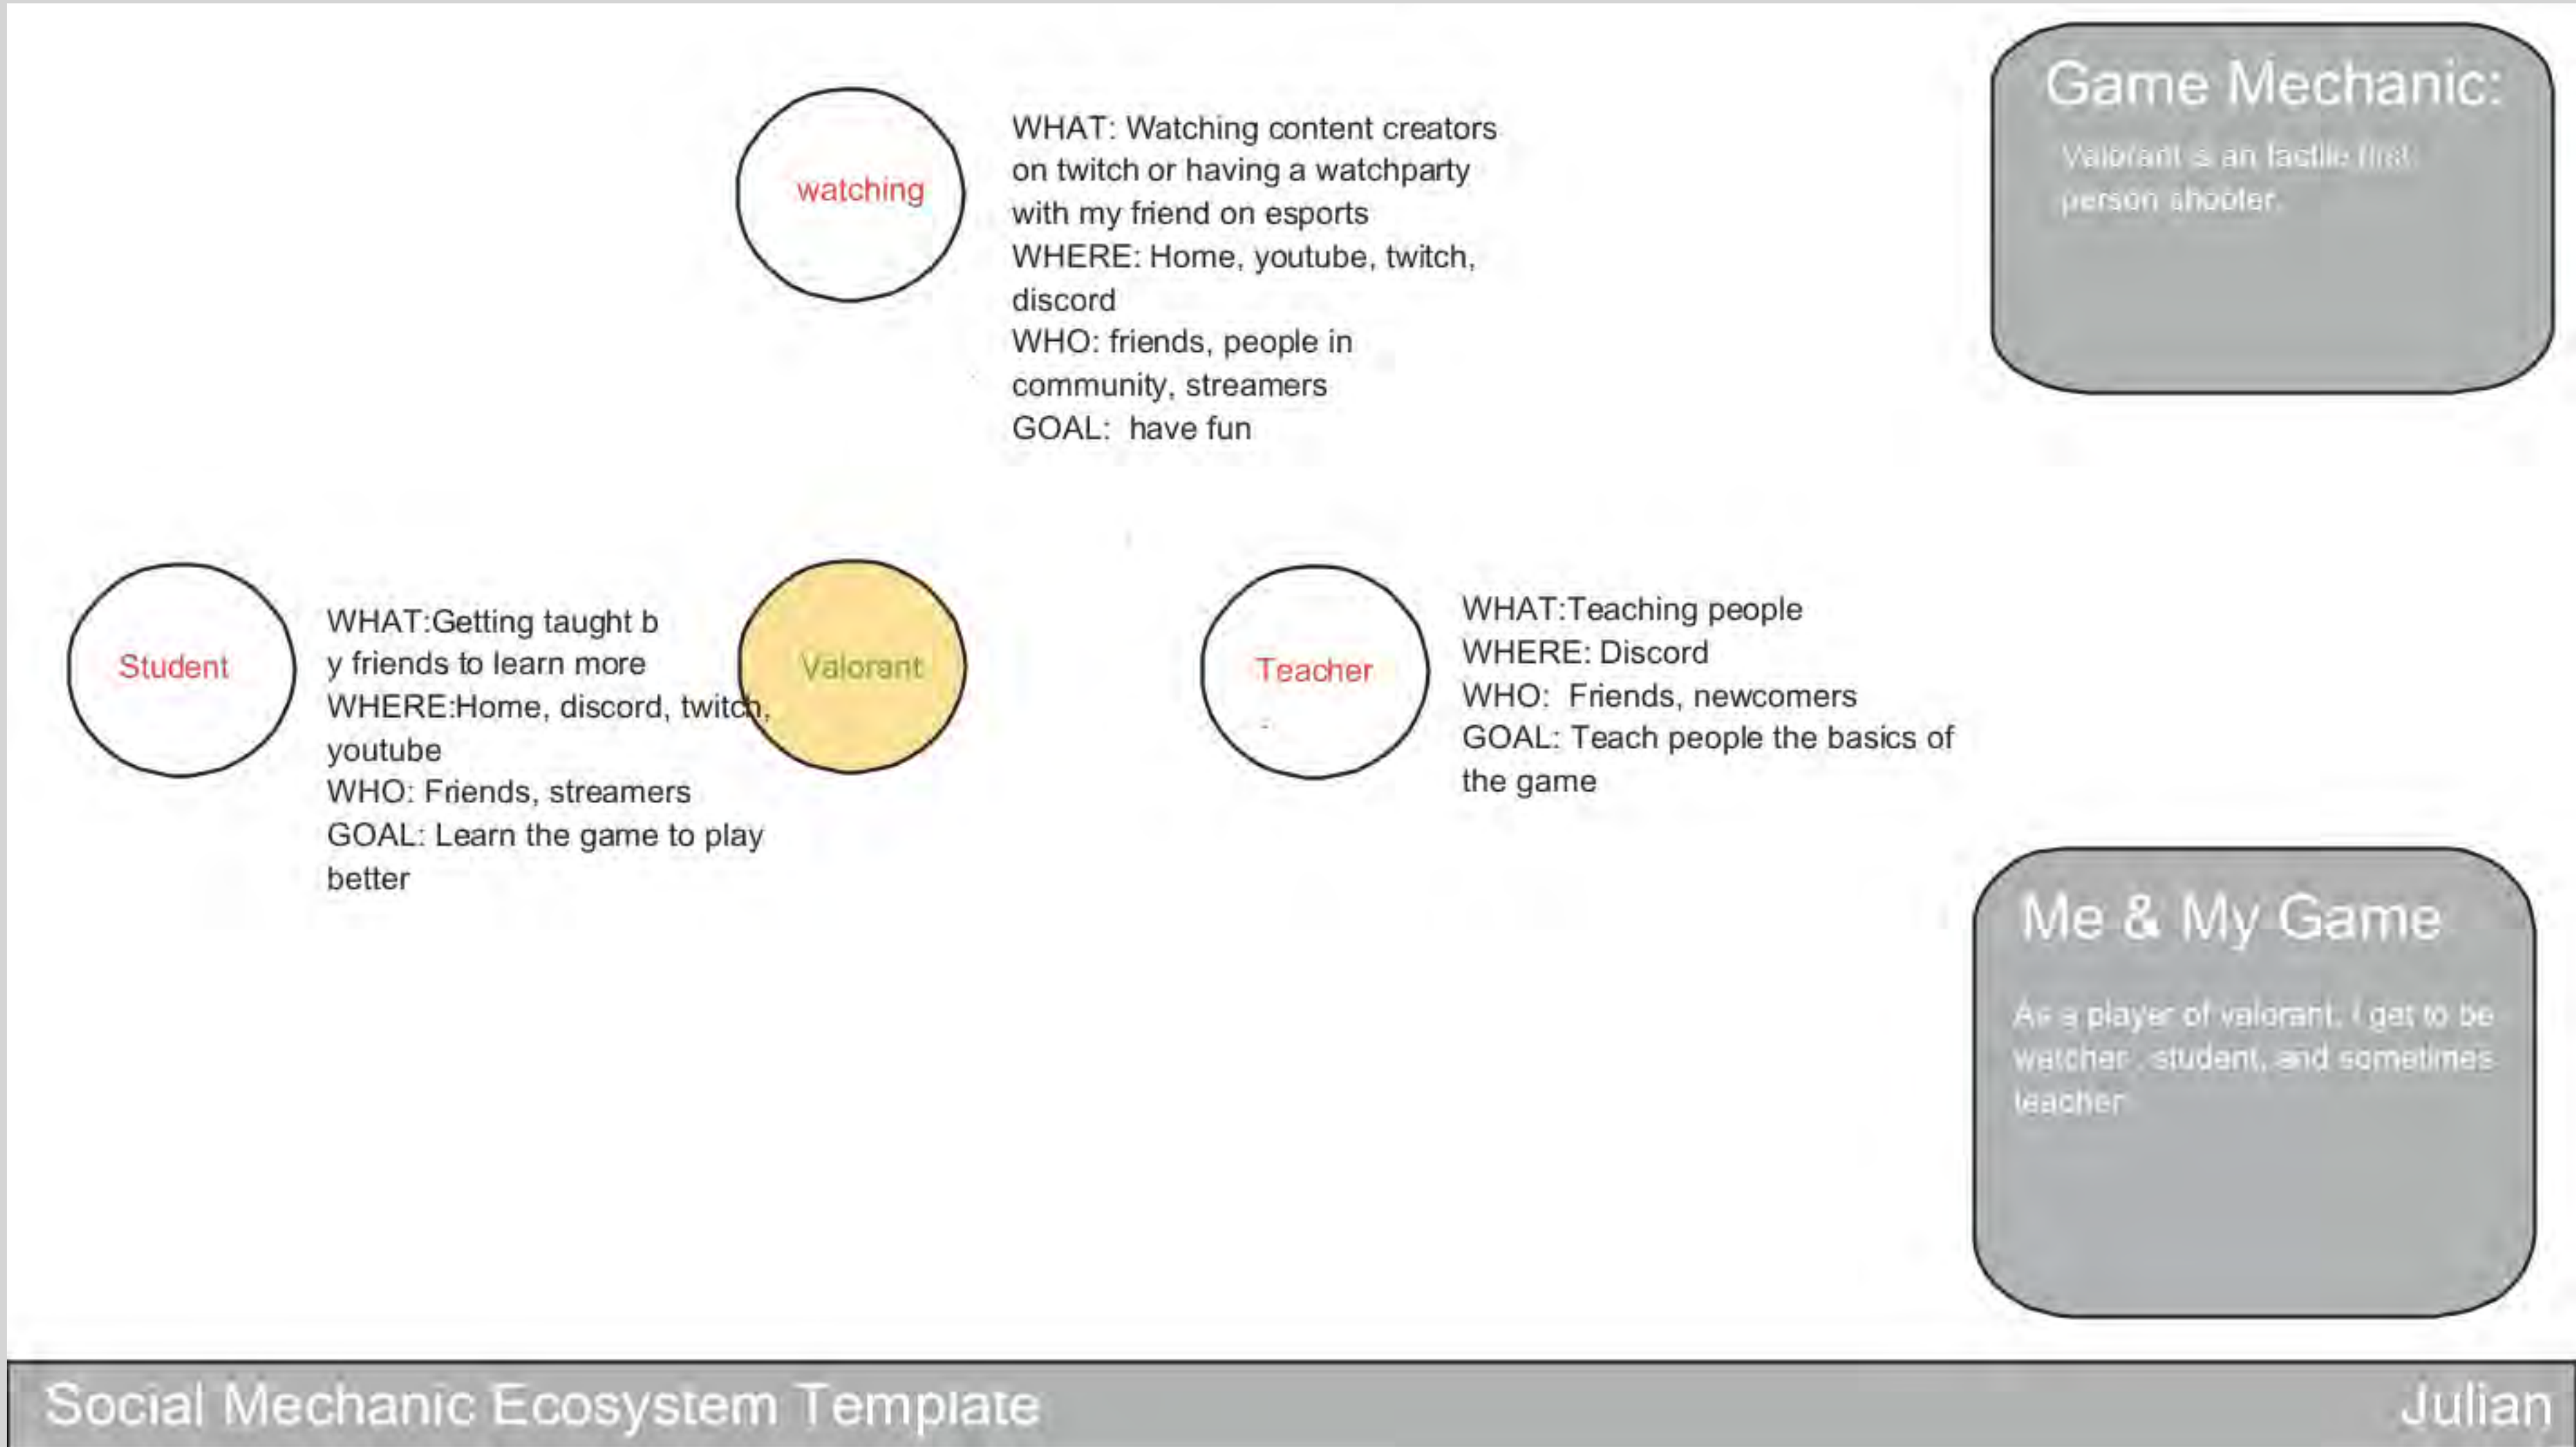 Game Mechanic:
Valorant is an tactile first
person shooter.
watching
WHAT: Watching content creators
on twitch or having a watchparty
with my friend on esports
WHERE: Home, youtube, twitch,
discord
WHO: friends, people in
community, streamers
GOAL:  have fun
Student
WHAT:Getting taught b
y friends to learn more
WHERE:Home, discord, twitch,
youtube
WHO: Friends, streamers
GOAL: Learn the game to play
better
Valorant
Teacher
WHAT:Teaching people
WHERE: Discord
WHO:  Friends, newcomers
GOAL: Teach people the basics of
the game
Me & My Game
As a player of valorant, I get to be
watcher , student, and sometimes
teacher
Social Mechanic Ecosystem Template
Julian